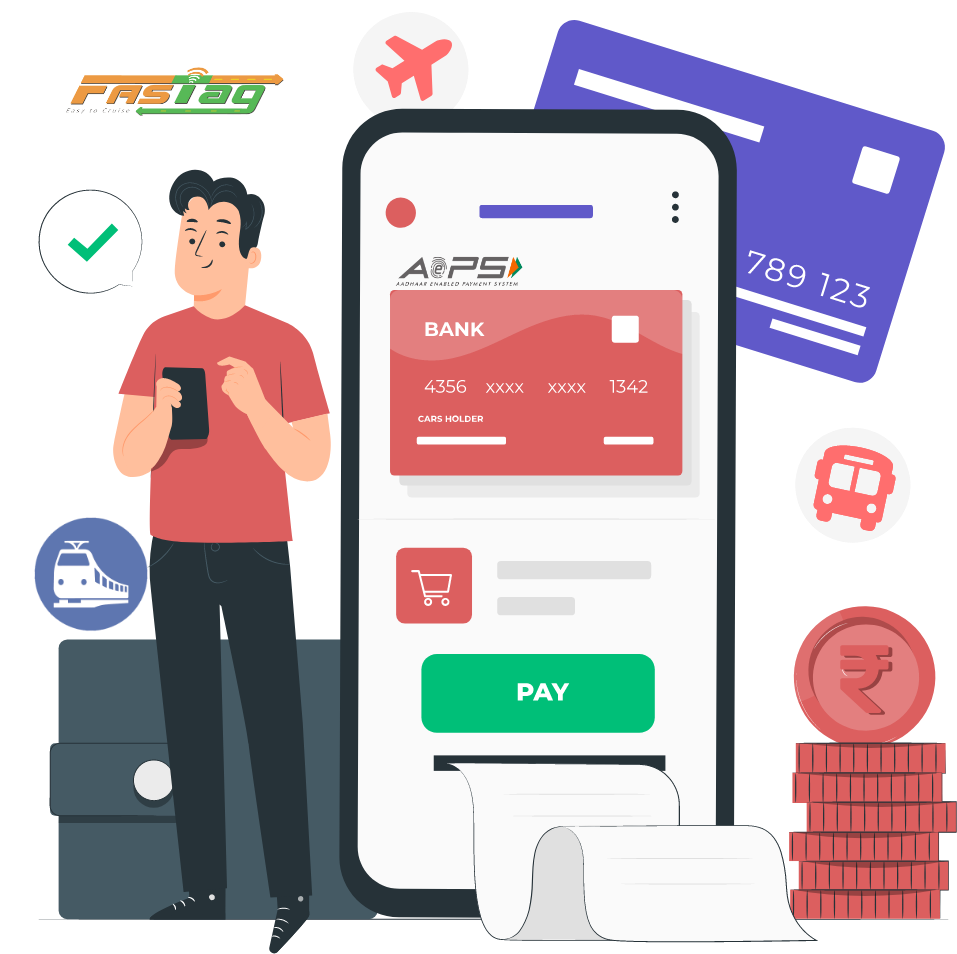 FASTag
Easy to Cruise
AePS
AADHAAR ENABLED PAYMENT SYSTEM
BANK
4356 xxxx xxxx 1342
CARS HOLDER
789 123
PAY
₹